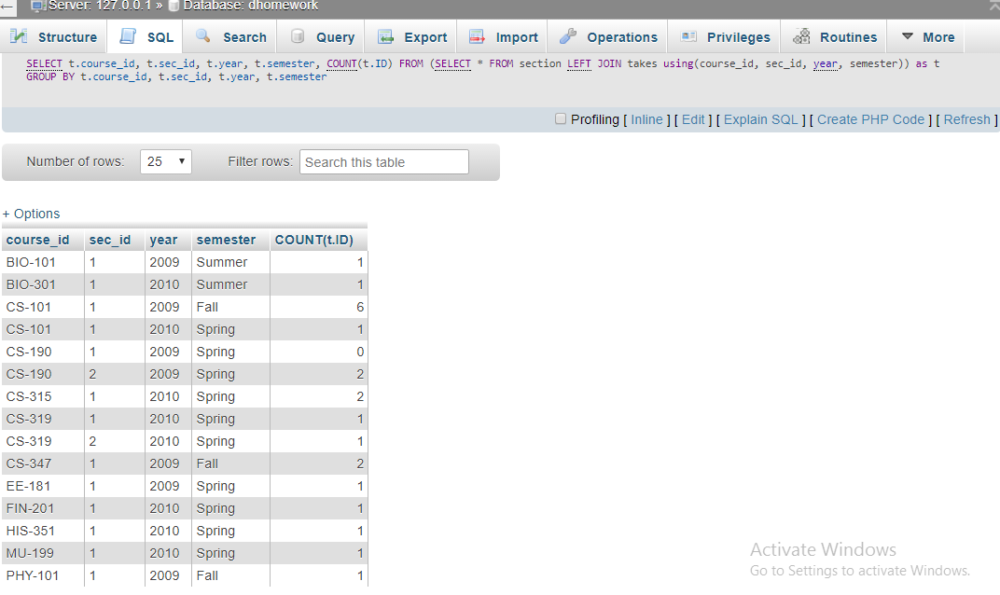 Server: 127.0.0.1 » Database: dhomework
Structure SQL Search Query Export Import Operations Privileges Routines More
SELECT t.course_id, t.sec_id, t.year, t.semester, COUNT(t.ID) FROM (SELECT * FROM section LEFT JOIN takes using(course_id, sec_id, year, semester)) as t
GROUP BY t.course_id, t.sec_id, t.year, t.semester
Profiling [ Inline ] [ Edit ] [ Explain SQL ] [ Create PHP Code ] [ Refresh ]
Number of rows: 25 Filter rows: Search this table
+ Options
course_id sec_id year semester COUNT(t.ID)
BIO-101 1 2009 Summer 1
BIO-301 1 2010 Summer 1
CS-101 1 2009 Fall 6
CS-101 1 2010 Spring 1
CS-190 1 2009 Spring 0
CS-190 2 2009 Spring 2
CS-315 1 2010 Spring 2
CS-319 1 2010 Spring 1
CS-319 2 2010 Spring 1
CS-347 1 2009 Fall 2
EE-181 1 2009 Spring 1
FIN-201 1 2010 Spring 1
HIS-351 1 2010 Spring 1
MU-199 1 2010 Spring 1
PHY-101 1 2009 Fall 1
Activate Windows
Go to Settings to activate Windows.